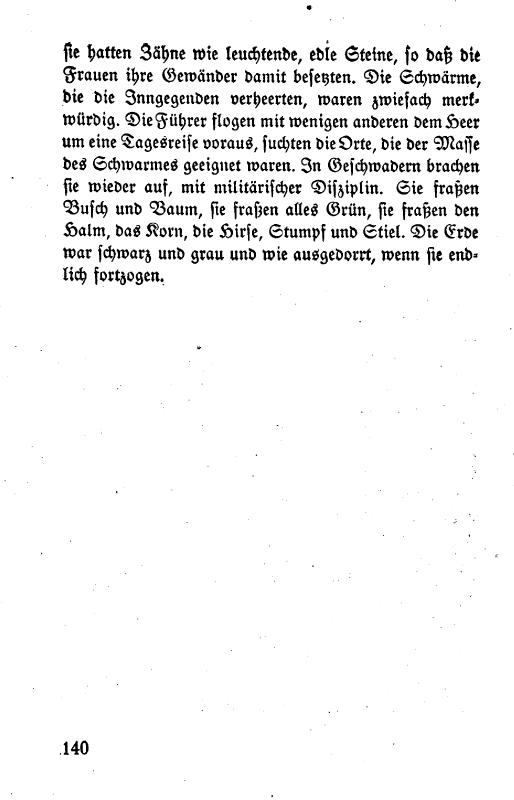 sie hatten Zähne wie leuchtende, edle Steine, so daß die
Frauen ihre Gewänder damit besetzten. Die Schwärme,
die die Inngegenden verheerten, waren zwiefach merk-
würdig. Die Führer flogen mit wenigen anderen dem Heer
um eine Tagesreise voraus, suchten die Orte, die der Masse
des Schwarmes geeignet waren. In Geschwadern brachen
sie wieder auf, mit militärischer Disziplin. Sie fraßen
Busch und Baum, sie fraßen alles Grün, sie fraßen den
Halm, das Korn, die Hirse, Stumpf und Stiel. Die Erde
war schwarz und grau und wie ausgedorrt, wenn sie end-
lich fortzogen.
140